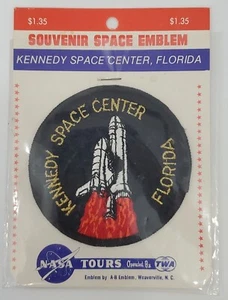 $1.35 $1.35
SOUVENIR SPACE EMBLEM
KENNEDY SPACE CENTER, FLORIDA
KENNEDY SPACE CENTER
FLORIDA
NASA TOURS Operated By TWA
Emblem by A-B Emblem, Weaverville, N. C.